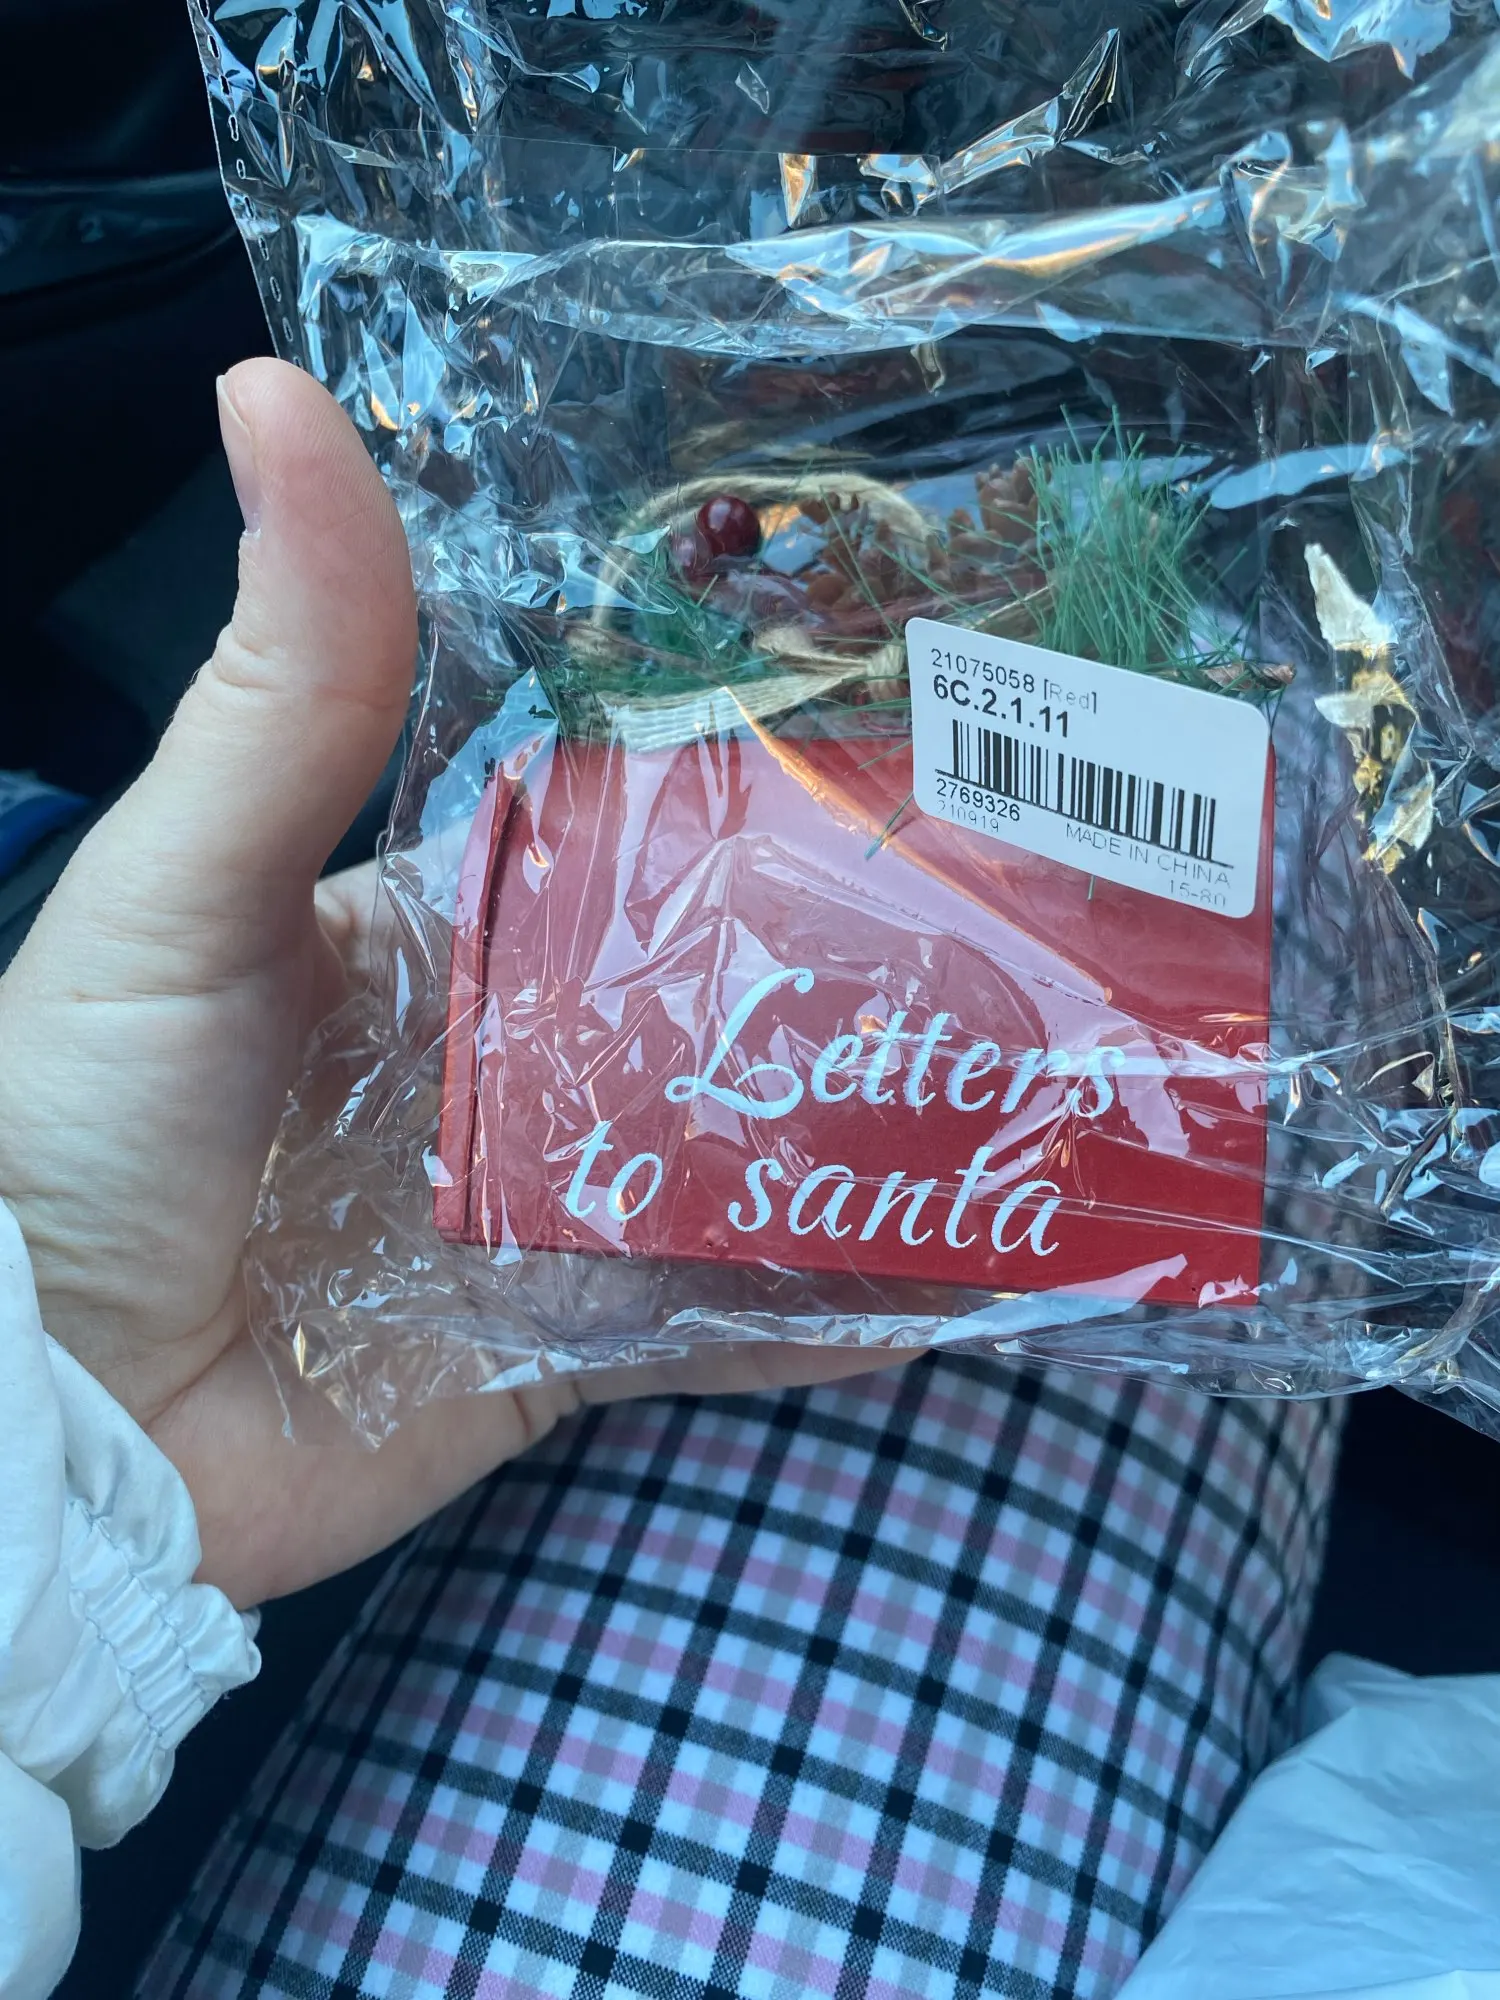 21075058 [Red]
6C.2.1.11
2769326
210919
MADE IN CHINA
15-80
Letters
to santa